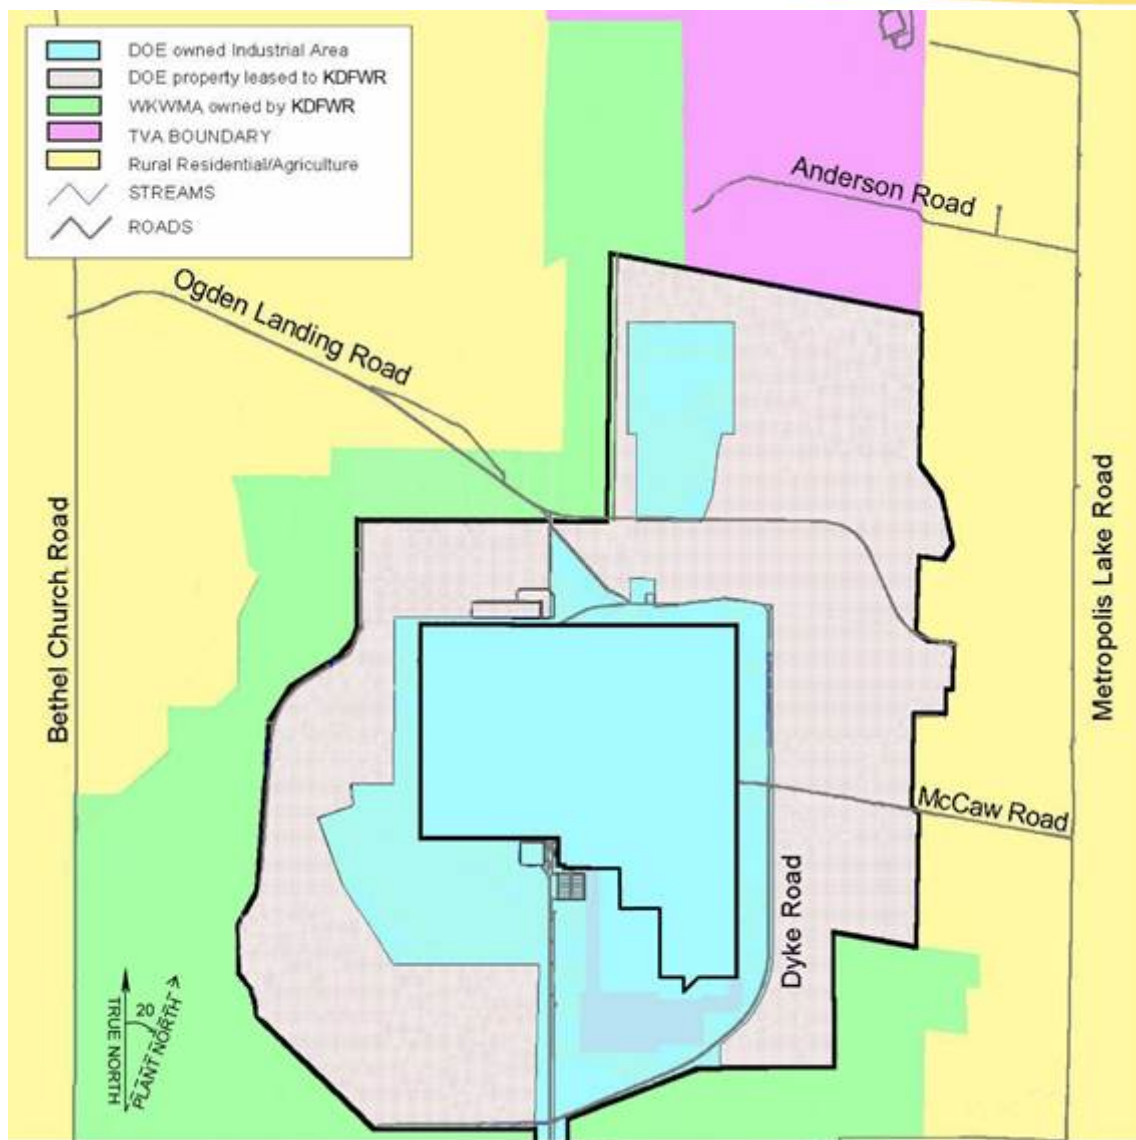 DOE owned Industrial Area
DOE property leased to KDFWR
WKWMA owned by KDFWR
TVA BOUNDARY
Rural Residential/Agriculture
STREAMS
ROADS
Anderson Road
Ogden Landing Road
Bethel Church Road
Metropolis Lake Road
McCaw Road
Dyke Road
TRUE NORTH
20
PLANT NORTH